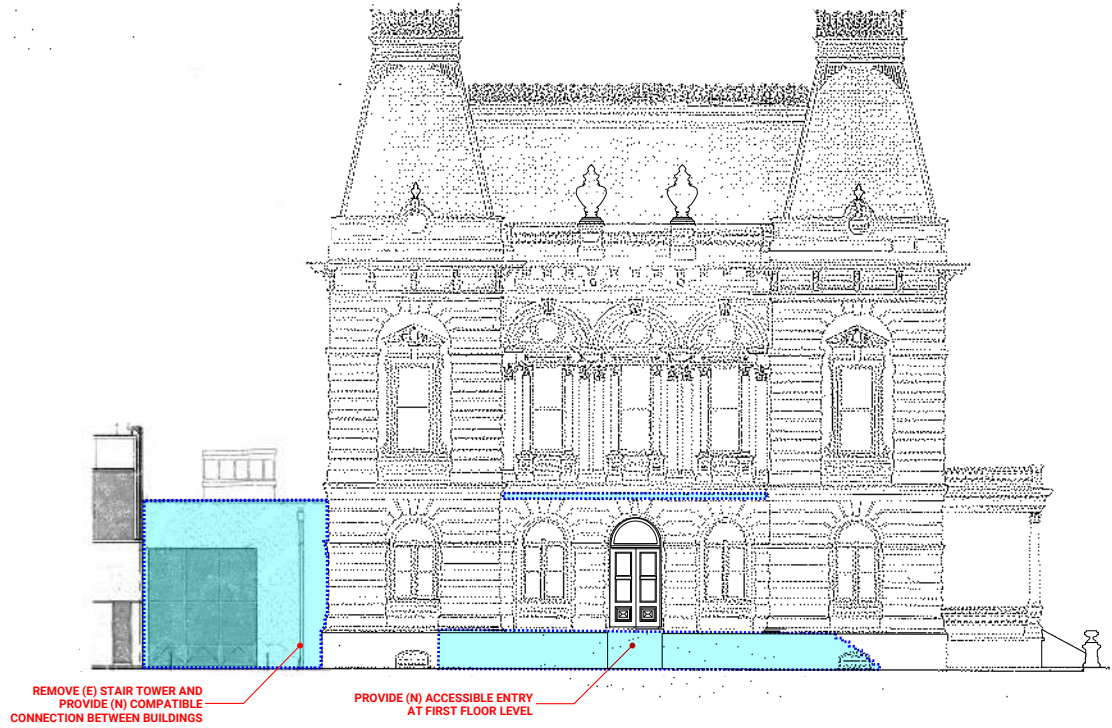 REMOVE (E) STAIR TOWER AND
PROVIDE (N) COMPATIBLE
CONNECTION BETWEEN BUILDINGS
PROVIDE (N) ACCESSIBLE ENTRY
AT FIRST FLOOR LEVEL